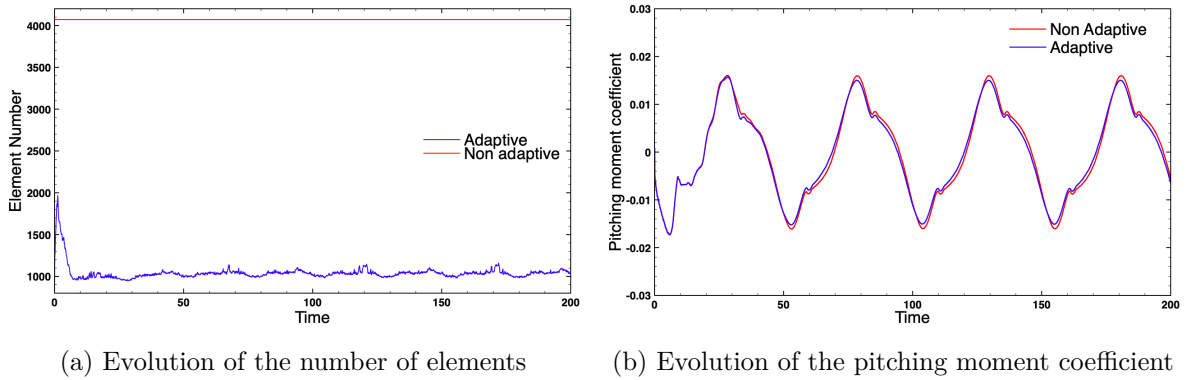 4000
3500
3000
2500
2000
1500
1000
0
50
100
150
200
Element Number
Time
Adaptive
Non adaptive
(a) Evolution of the number of elements
0.03
0.02
0.01
0
-0.01
-0.02
-0.03
0
50
100
150
200
Pitching moment coefficient
Time
Non Adaptive
Adaptive
(b) Evolution of the pitching moment coefficient